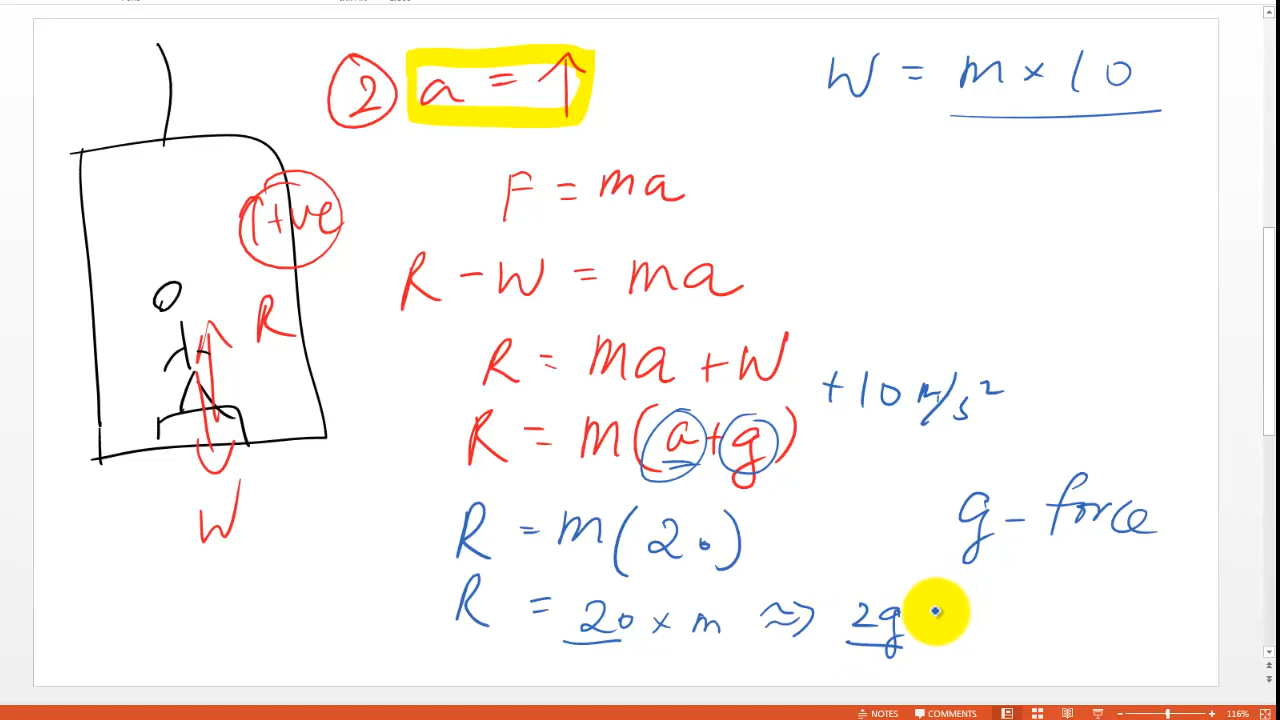 ② a = ↑
W = m × 10
↑+ve
F = ma
R - W = ma
R
R = ma + W
+10 m/s²
R = m(a+g)
W
R = m(20)
g - force
R = 20 × m ≈> 2g
NOTES COMMENTS 116%